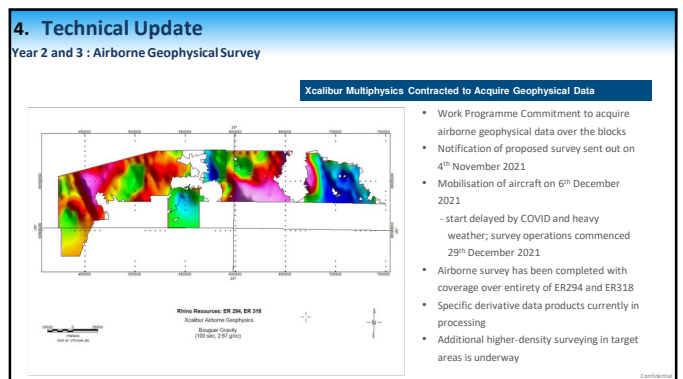 4. Technical Update
Year 2 and 3 : Airborne Geophysical Survey
Xcalibur Multiphysics Contracted to Acquire Geophysical Data
• Work Programme Commitment to acquire
airborne geophysical data over the blocks
• Notification of proposed survey sent out on
4th November 2021
• Mobilisation of aircraft on 6th December
2021
- start delayed by COVID and heavy
weather; survey operations commenced
29th December 2021
• Airborne survey has been completed with
coverage over entirety of ER294 and ER318
• Specific derivative data products currently in
processing
• Additional higher-density surveying in target
areas is underway
Rhino Resources: ER 294, ER 318
Xcalibur Airborne Geophysics
Bouguer Gravity
(100 sec, 2.67 g/cc)
Confidential